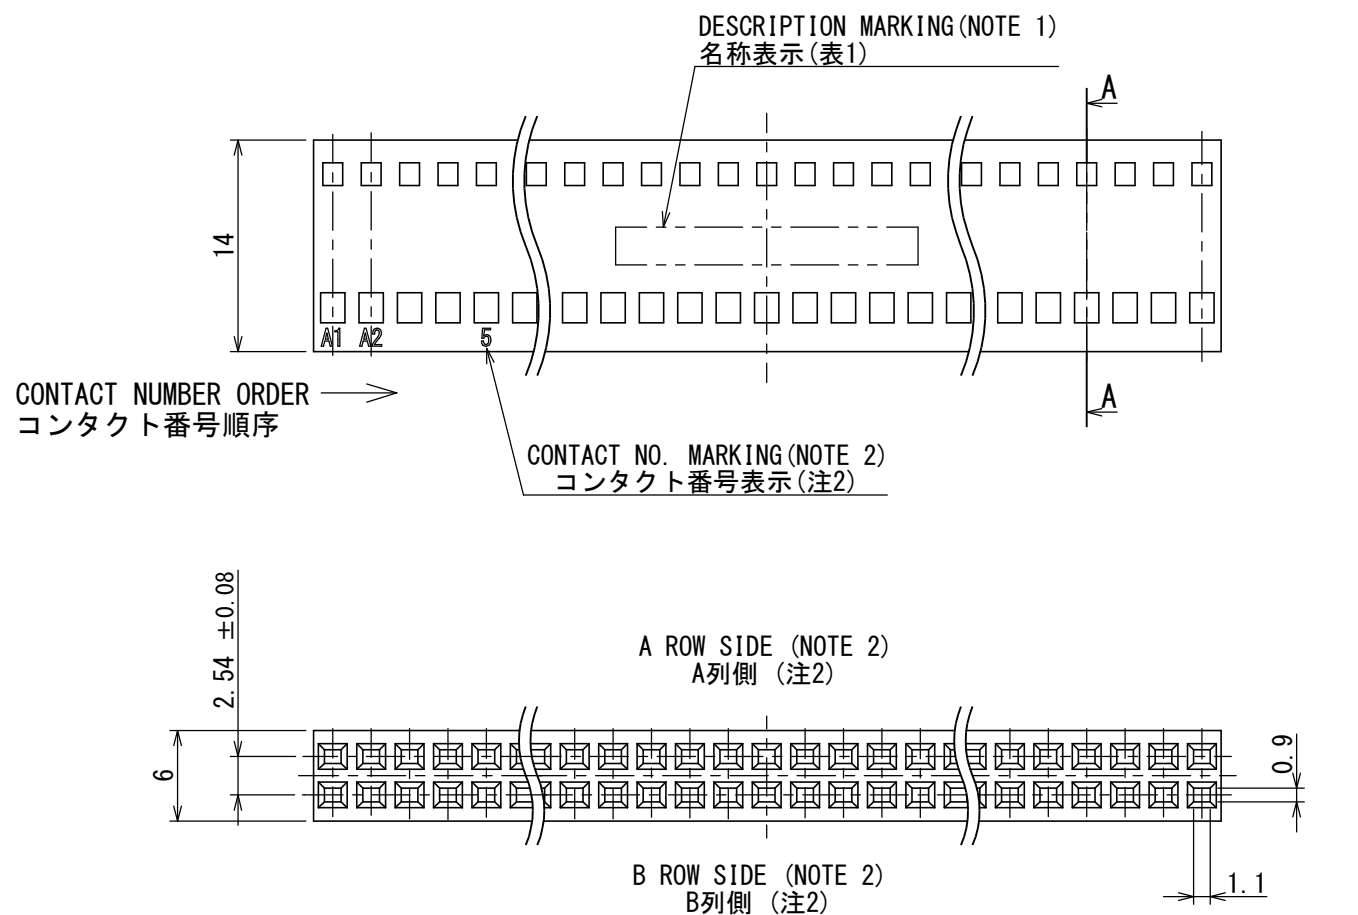 DESCRIPTION MARKING(NOTE 1)
名称表示(表1)
A
14
A1 A2 5
CONTACT NUMBER ORDER
コンタクト番号順序
A
CONTACT NO. MARKING(NOTE 2)
コンタクト番号表示(注2)
2.54 ±0.08
A ROW SIDE (NOTE 2)
A列側 (注2)
6
0.9
B ROW SIDE (NOTE 2)
B列側 (注2)
1.1